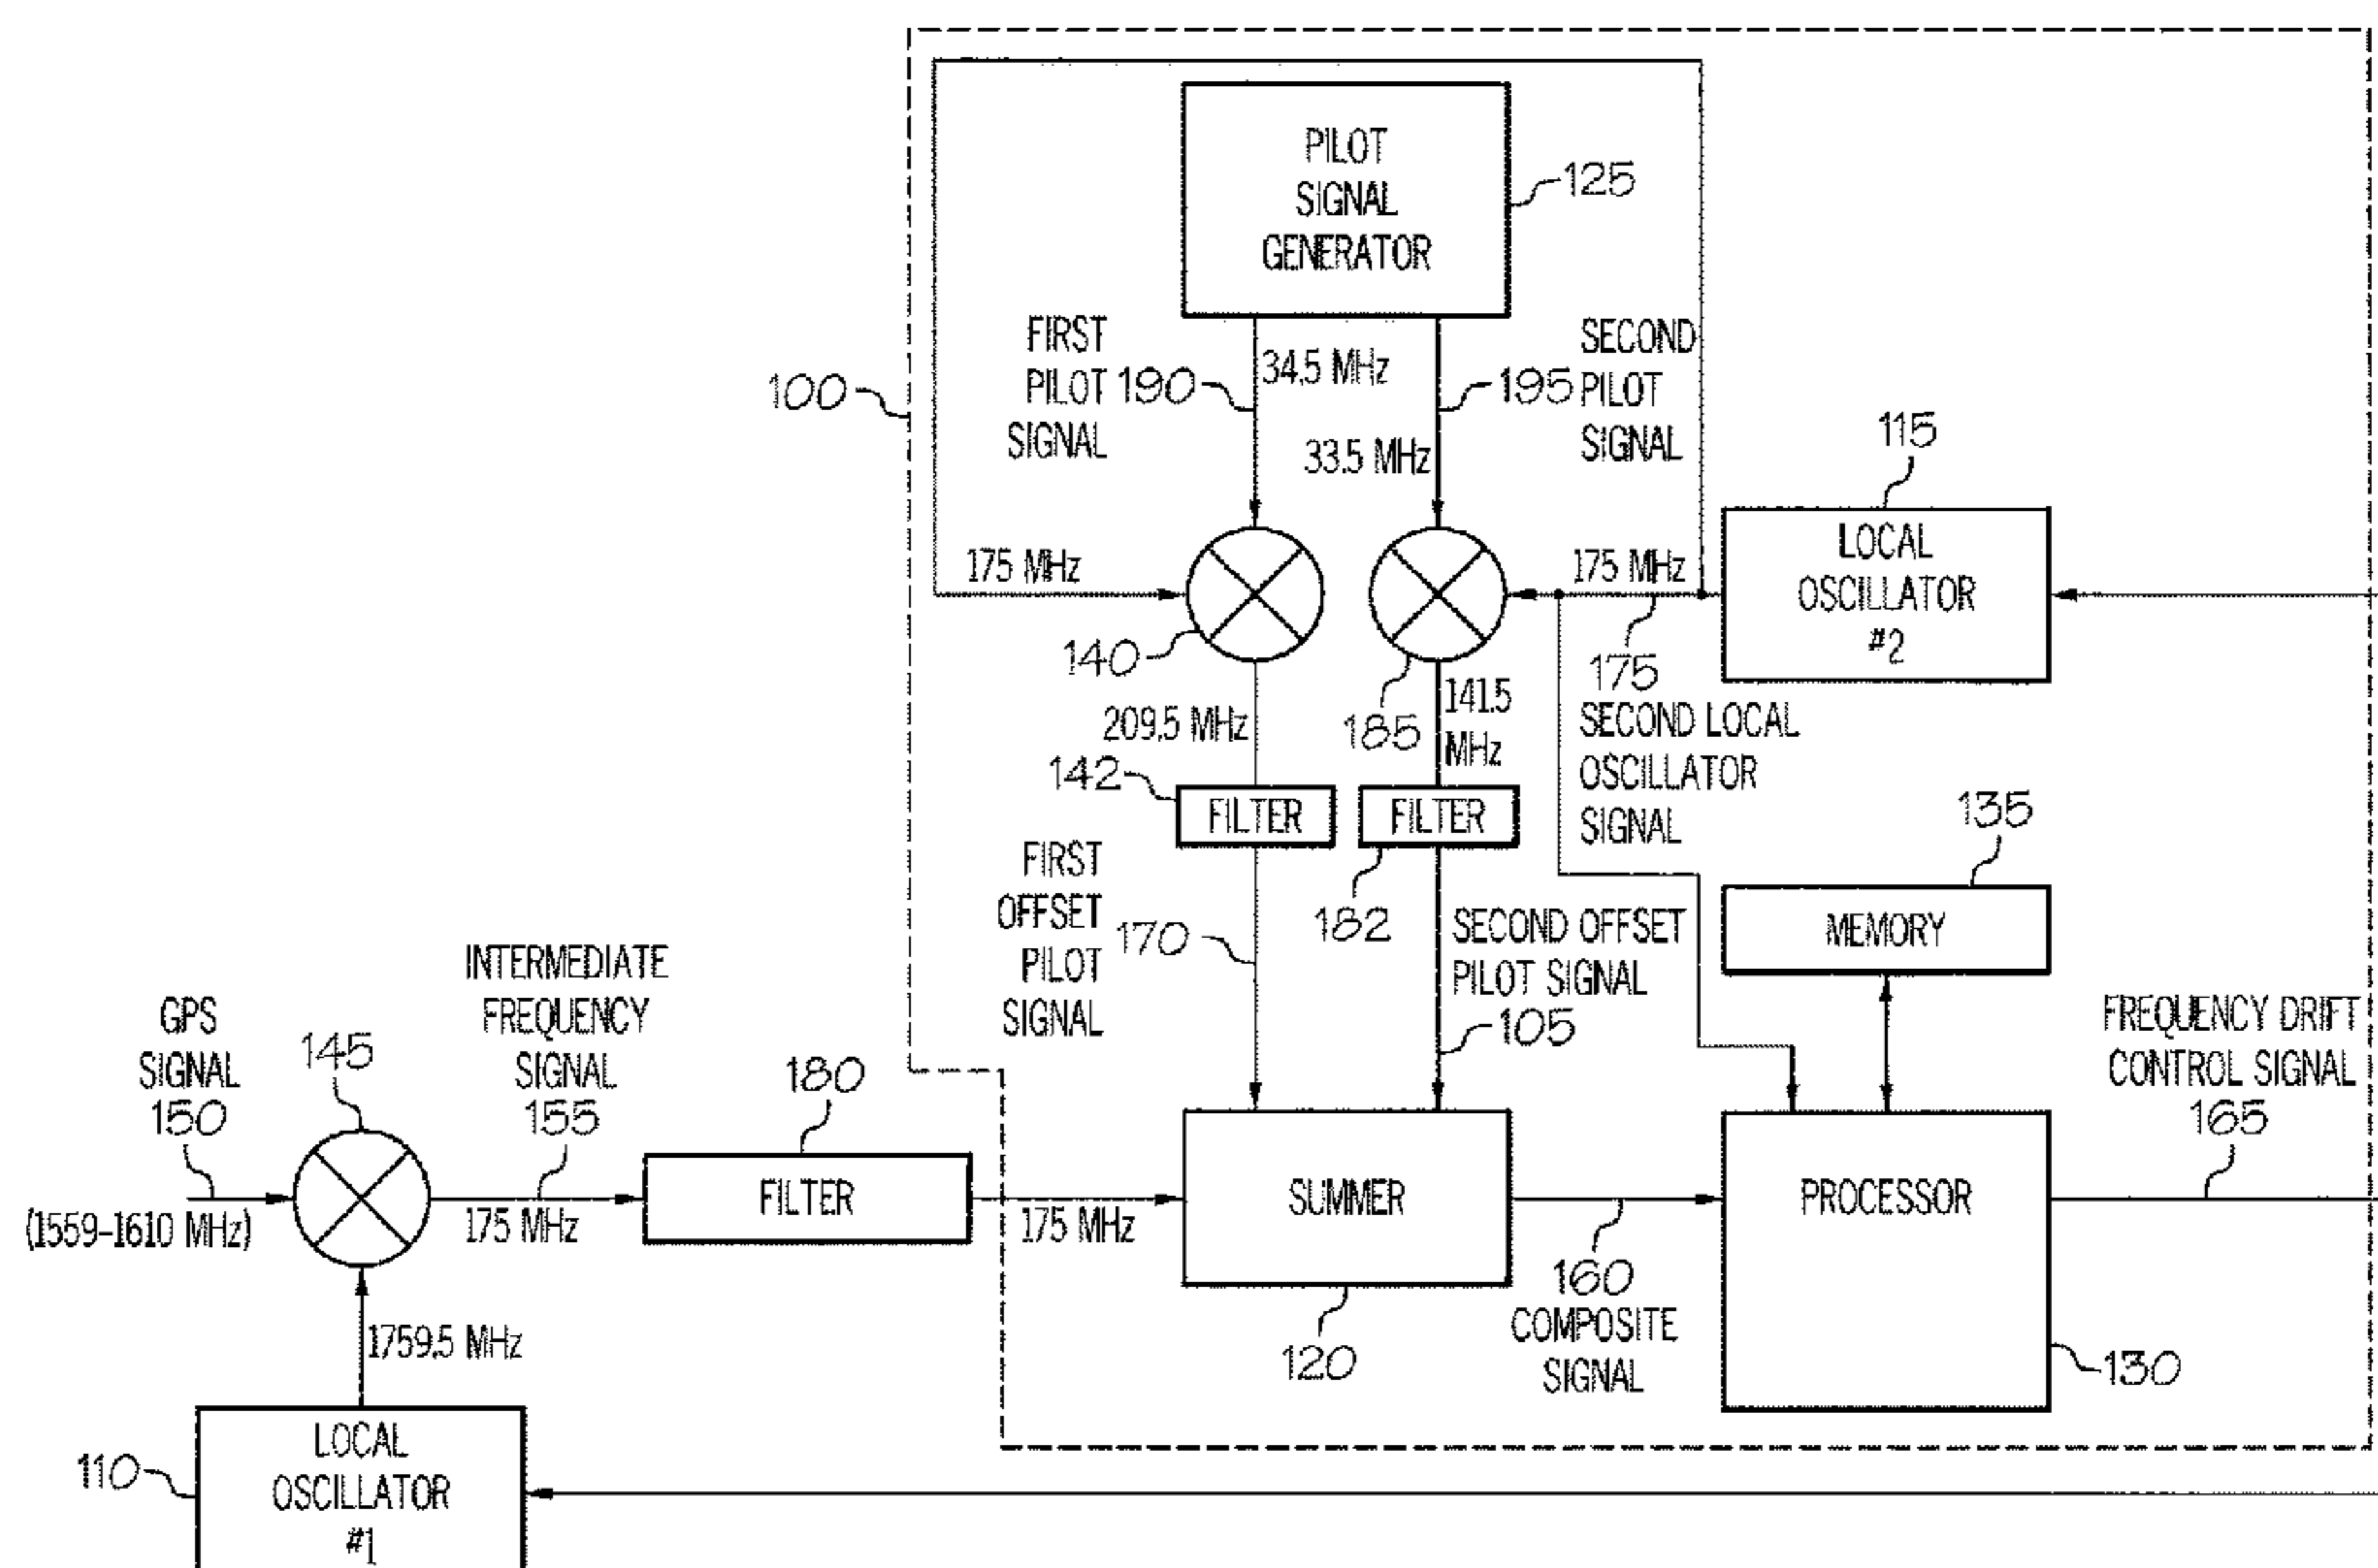 PILOT
SIGNAL
GENERATOR
125
FIRST
PILOT 190
SIGNAL
34.5 MHz
SECOND
195 PILOT
SIGNAL
33.5 MHz
100
115
LOCAL
OSCILLATOR
#2
175 MHz
175 MHz
140
185
175
SECOND LOCAL
OSCILLATOR
SIGNAL
209.5 MHz
141.5
MHz
142
FILTER
FILTER
182
135
MEMORY
FIRST
OFFSET
PILOT
SIGNAL
170
SECOND OFFSET
PILOT SIGNAL
105
GPS
SIGNAL
150
(1559-1610 MHz)
145
INTERMEDIATE
FREQUENCY
SIGNAL
155
175 MHz
180
FILTER
175 MHz
SUMMER
120
160
COMPOSITE
SIGNAL
PROCESSOR
130
FREQUENCY DRIFT
CONTROL SIGNAL
165
1759.5 MHz
110
LOCAL
OSCILLATOR
#1